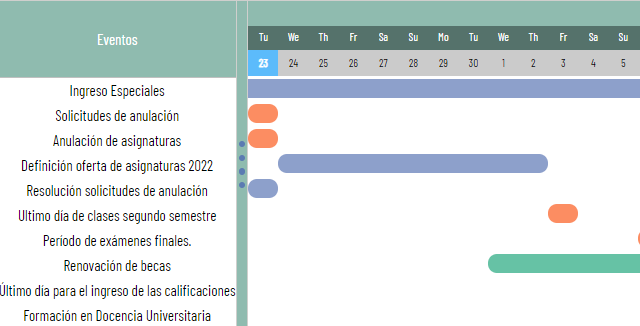 Eventos
Tu We Th Fr Sa Su Mo Tu We Th Fr Sa Su
23 24 25 26 27 28 29 30 1 2 3 4 5
Ingreso Especiales
Solicitudes de anulación
Anulación de asignaturas
Definición oferta de asignaturas 2022
Resolución solicitudes de anulación
Ultimo día de clases segundo semestre
Período de exámenes finales.
Renovación de becas
Último día para el ingreso de las calificaciones
Formación en Docencia Universitaria